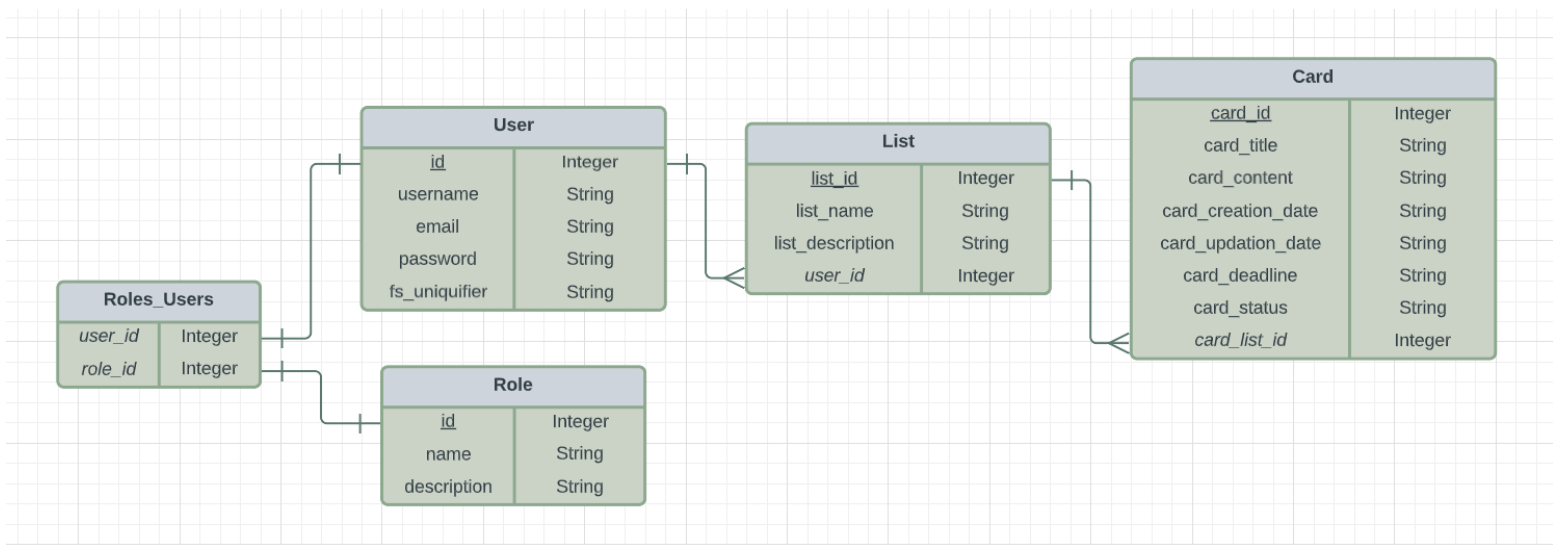 User
id Integer
username String
email String
password String
fs_uniquifier String
Roles_Users
user_id Integer
role_id Integer
Role
id Integer
name String
description String
List
list_id Integer
list_name String
list_description String
user_id Integer
Card
card_id Integer
card_title String
card_content String
card_creation_date String
card_updation_date String
card_deadline String
card_status String
card_list_id Integer